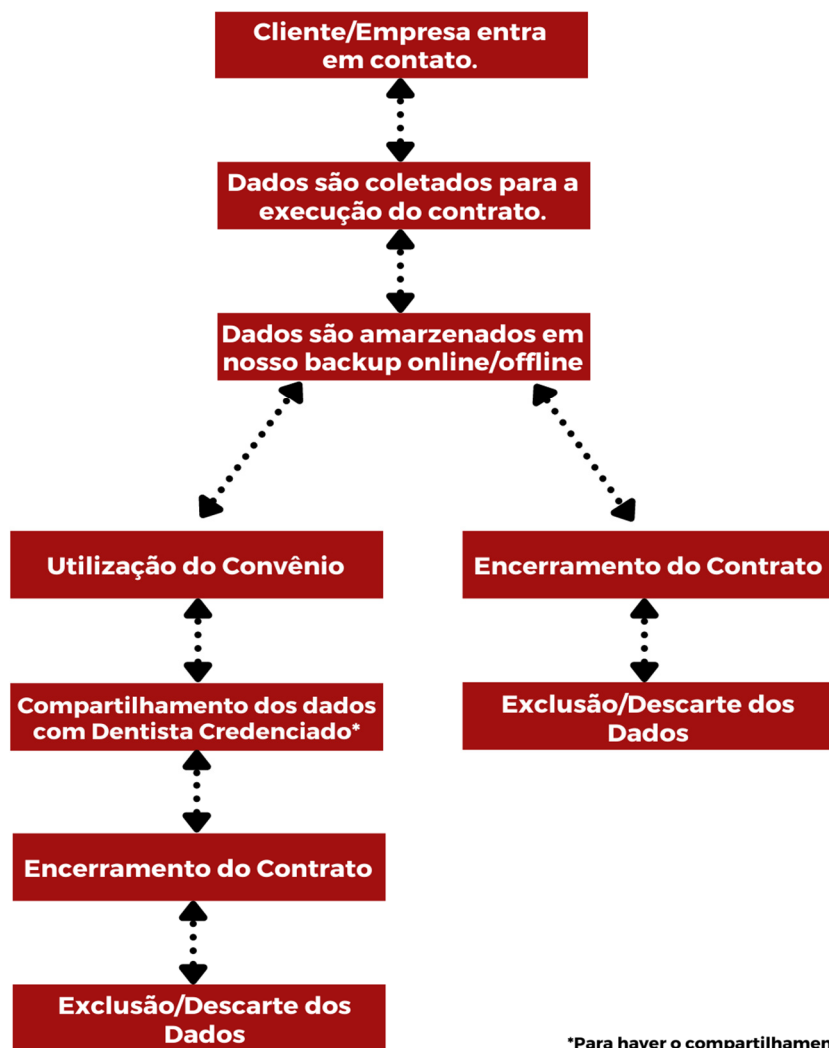 Cliente/Empresa entra
em contato.
Dados são coletados para a
execução do contrato.
Dados são amarzenados em
nosso backup online/offline
Utilização do Convênio
Encerramento do Contrato
Compartilhamento dos dados
com Dentista Credenciado*
Exclusão/Descarte dos
Dados
Encerramento do Contrato
Exclusão/Descarte dos
Dados
*Para haver o